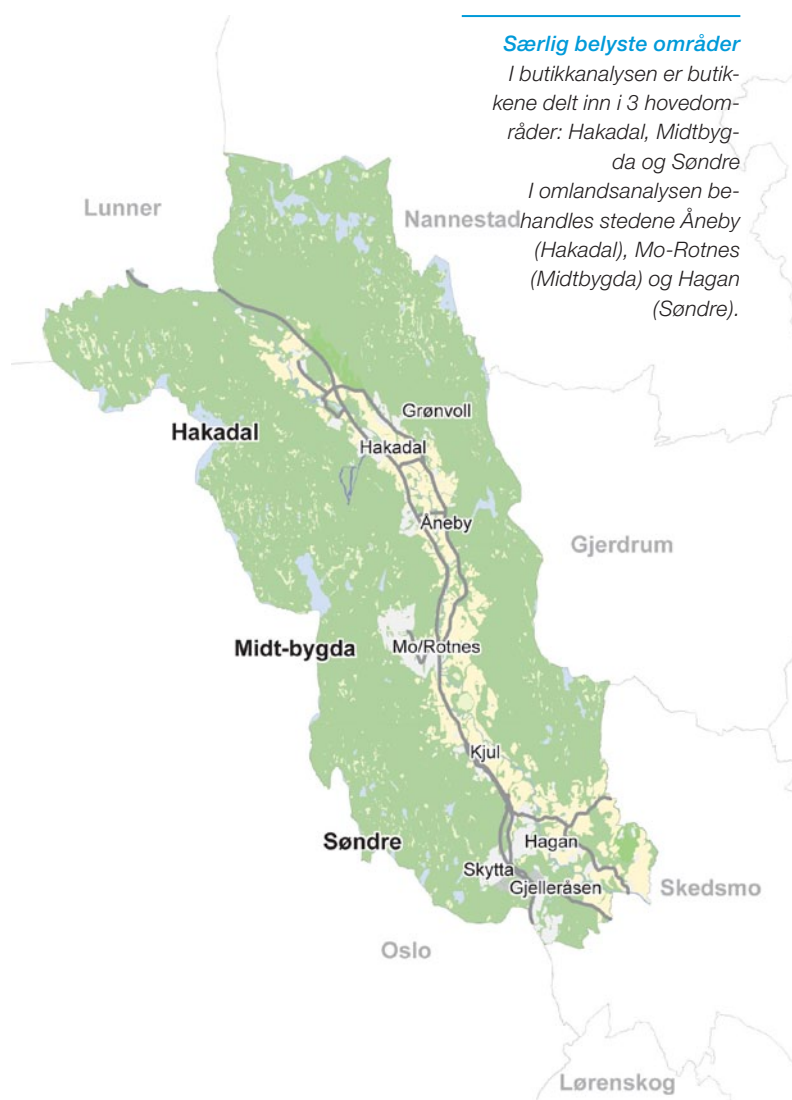 Særlig belyste områder
I butikkanalysen er butik-
kene delt inn i 3 hovedom-
råder: Hakadal, Midtbyg-
da og Søndre
I omlandsanalysen be-
handles stedene Åneby
(Hakadal), Mo-Rotnes
(Midtbygda) og Hagan
(Søndre).
Lunner
Nannestad
Grønvoll
Hakadal
Hakadal
Åneby
Gjerdrum
Midt-bygda
Mo/Rotnes
Kjul
Søndre
Hagan
Skytta
Gjelleråsen
Skedsmo
Oslo
Lørenskog